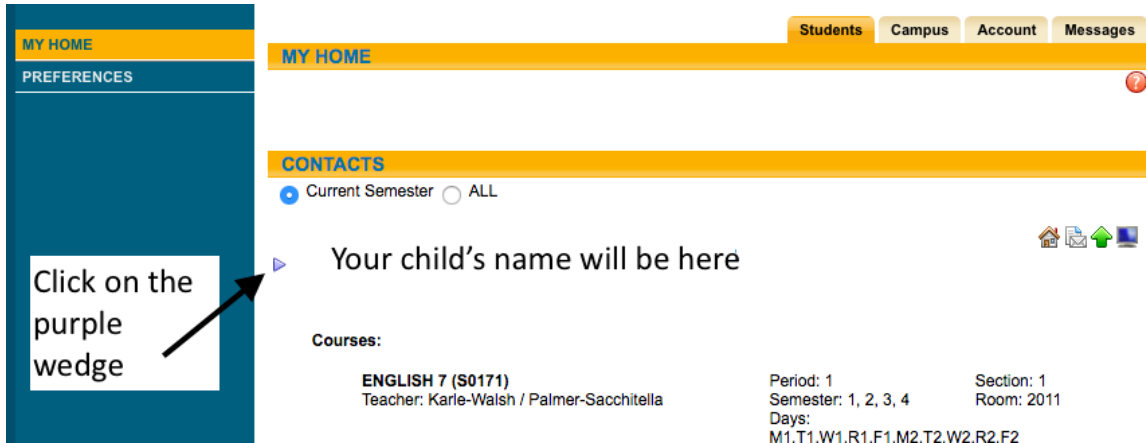 MY HOME
PREFERENCES
Students Campus Account Messages
MY HOME
?
CONTACTS
Current Semester ALL
Your child's name will be here
Click on the
purple
wedge
Courses:
ENGLISH 7 (S0171)
Teacher: Karle-Walsh / Palmer-Sacchitella
Period: 1
Semester: 1, 2, 3, 4
Days:
M1,T1,W1,R1,F1,M2,T2,W2,R2,F2
Section: 1
Room: 2011